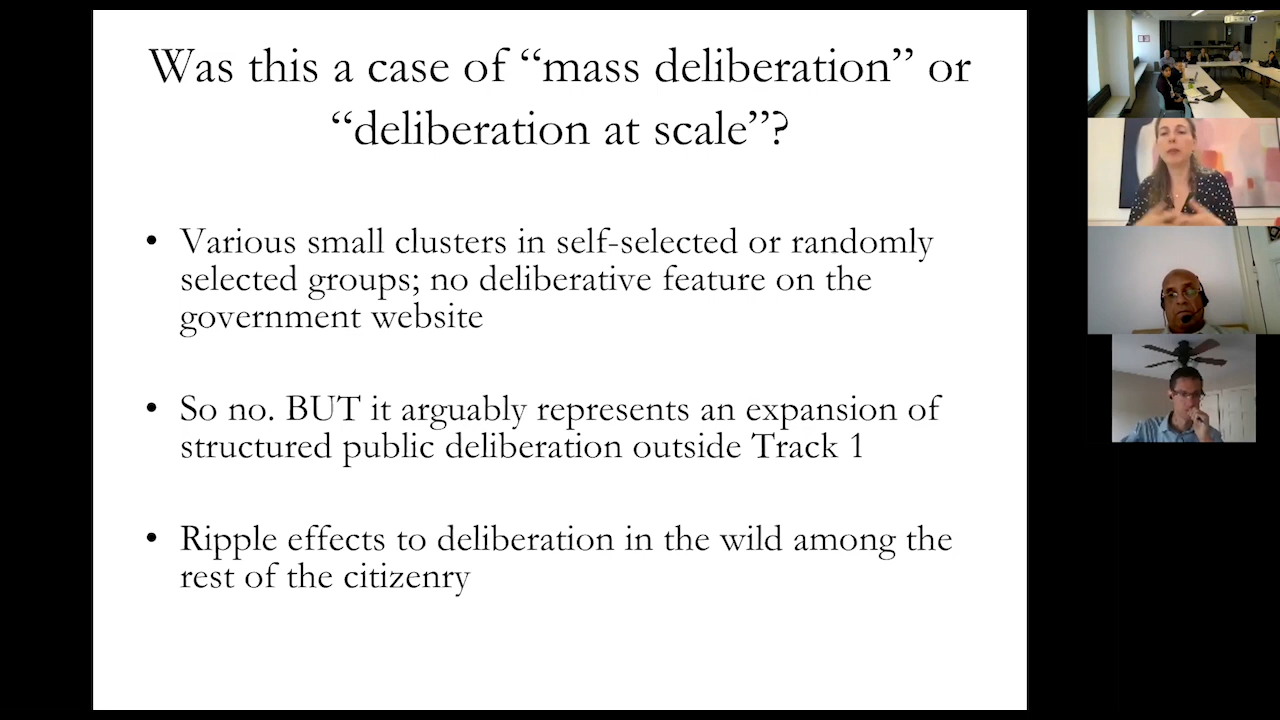 Was this a case of “mass deliberation” or
“deliberation at scale”?
• Various small clusters in self-selected or randomly
selected groups; no deliberative feature on the
government website
• So no. BUT it arguably represents an expansion of
structured public deliberation outside Track 1
• Ripple effects to deliberation in the wild among the
rest of the citizenry